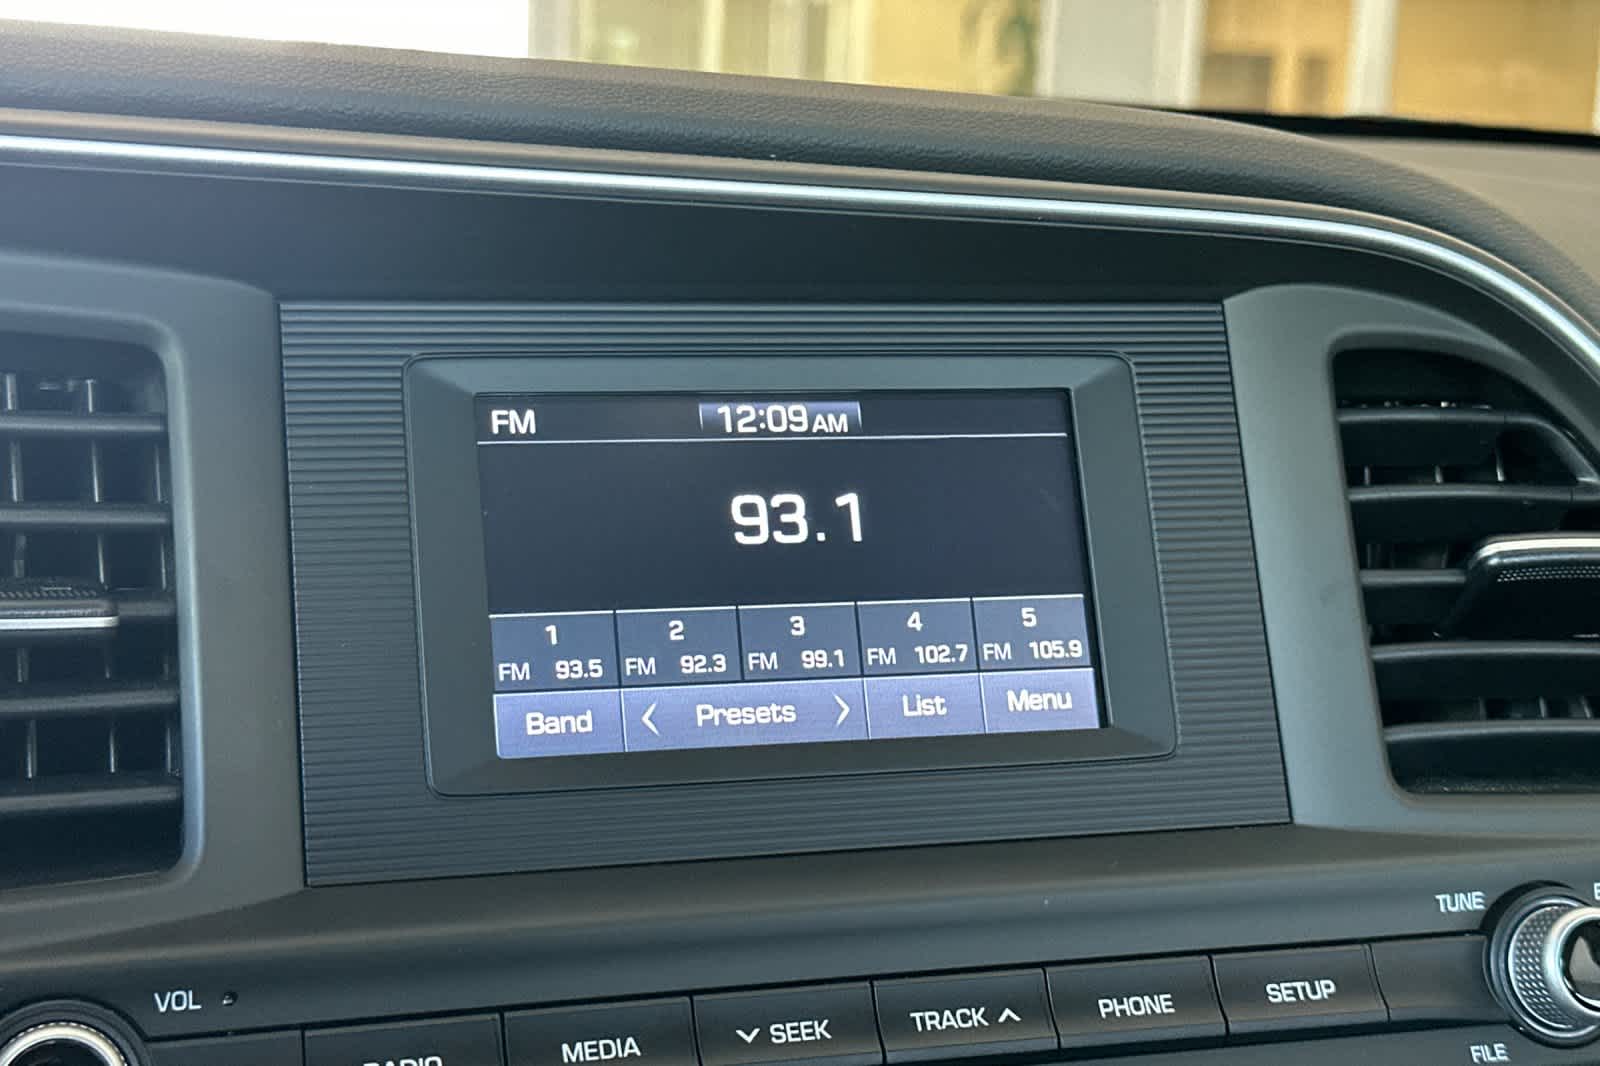 FM 12:09 AM
93.1
1 2 3 4 5
FM 93.5 FM 92.3 FM 99.1 FM 102.7 FM 105.9
Band < Presets > List Menu
TUNE
VOL
RADIO MEDIA ∨ SEEK TRACK ∧ PHONE SETUP
FILE